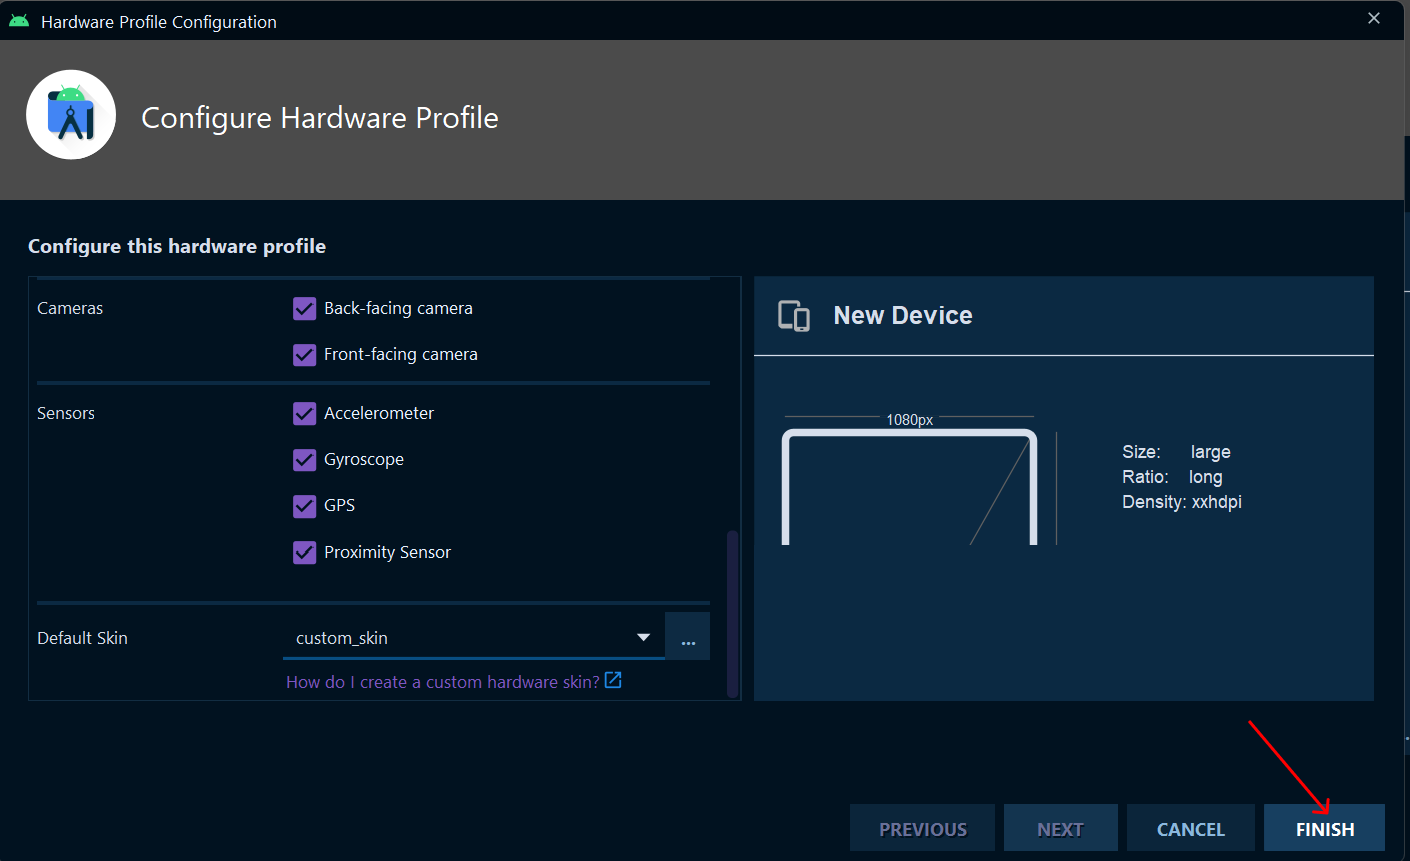 Hardware Profile Configuration
Configure Hardware Profile
Configure this hardware profile
Cameras
Back-facing camera
Front-facing camera
Sensors
Accelerometer
Gyroscope
GPS
Proximity Sensor
Default Skin
custom_skin
...
How do I create a custom hardware skin?
New Device
1080px
Size: large
Ratio: long
Density: xxhdpi
PREVIOUS
NEXT
CANCEL
FINISH